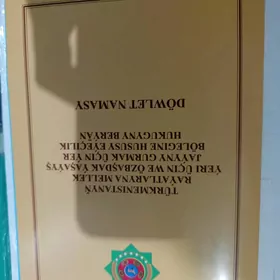 TÜRKMENISTANYŇ
RAÝATLARYNA MELLEK
ÝERI ÜÇIN WE ÖZBAŞDAK ÝAŞAÝYŞ
JAÝYNY GURMAK ÜÇIN ÝER
BÖLEGINE HUSUSY EÝEÇILIK
HUKUGYNY BERÝÄN
DÖWLET NAMASY